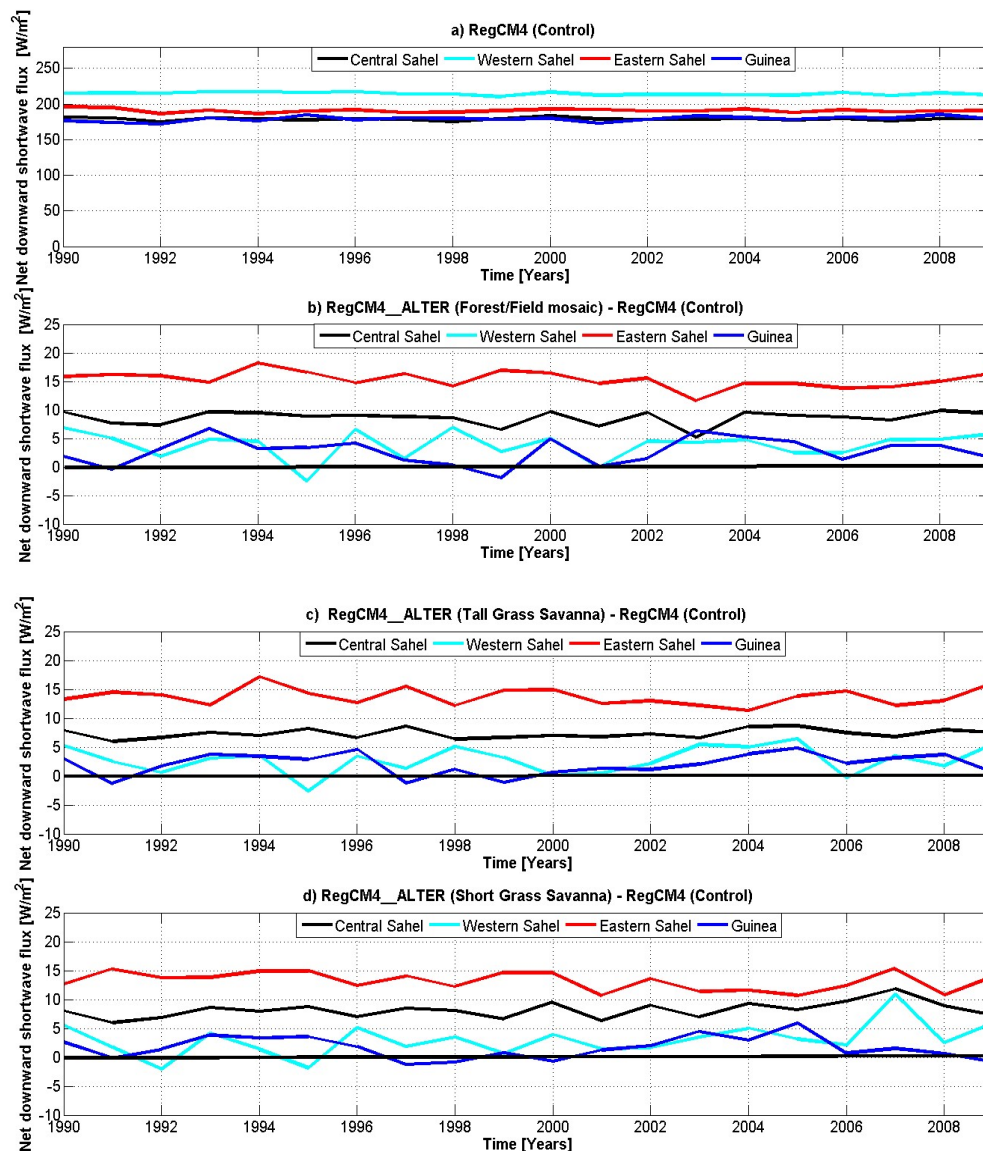 a) RegCM4 (Control)
Net downward shortwave flux [W/m²]
Central Sahel Western Sahel Eastern Sahel Guinea
250
200
150
100
50
0
1990 1992 1994 1996 1998 2000 2002 2004 2006 2008
Time [Years]
b) RegCM4__ALTER (Forest/Field mosaic) - RegCM4 (Control)
Net downward shortwave flux [W/m²]
Central Sahel Western Sahel Eastern Sahel Guinea
25
20
15
10
5
0
-5
-10
1990 1992 1994 1996 1998 2000 2002 2004 2006 2008
Time [Years]
c) RegCM4__ALTER (Tall Grass Savanna) - RegCM4 (Control)
Net downward shortwave flux [W/m²]
Central Sahel Western Sahel Eastern Sahel Guinea
25
20
15
10
5
0
-5
-10
1990 1992 1994 1996 1998 2000 2002 2004 2006 2008
Time [Years]
d) RegCM4__ALTER (Short Grass Savanna) - RegCM4 (Control)
Net downward shortwave flux [W/m²]
Central Sahel Western Sahel Eastern Sahel Guinea
25
20
15
10
5
0
-5
-10
1990 1992 1994 1996 1998 2000 2002 2004 2006 2008
Time [Years]